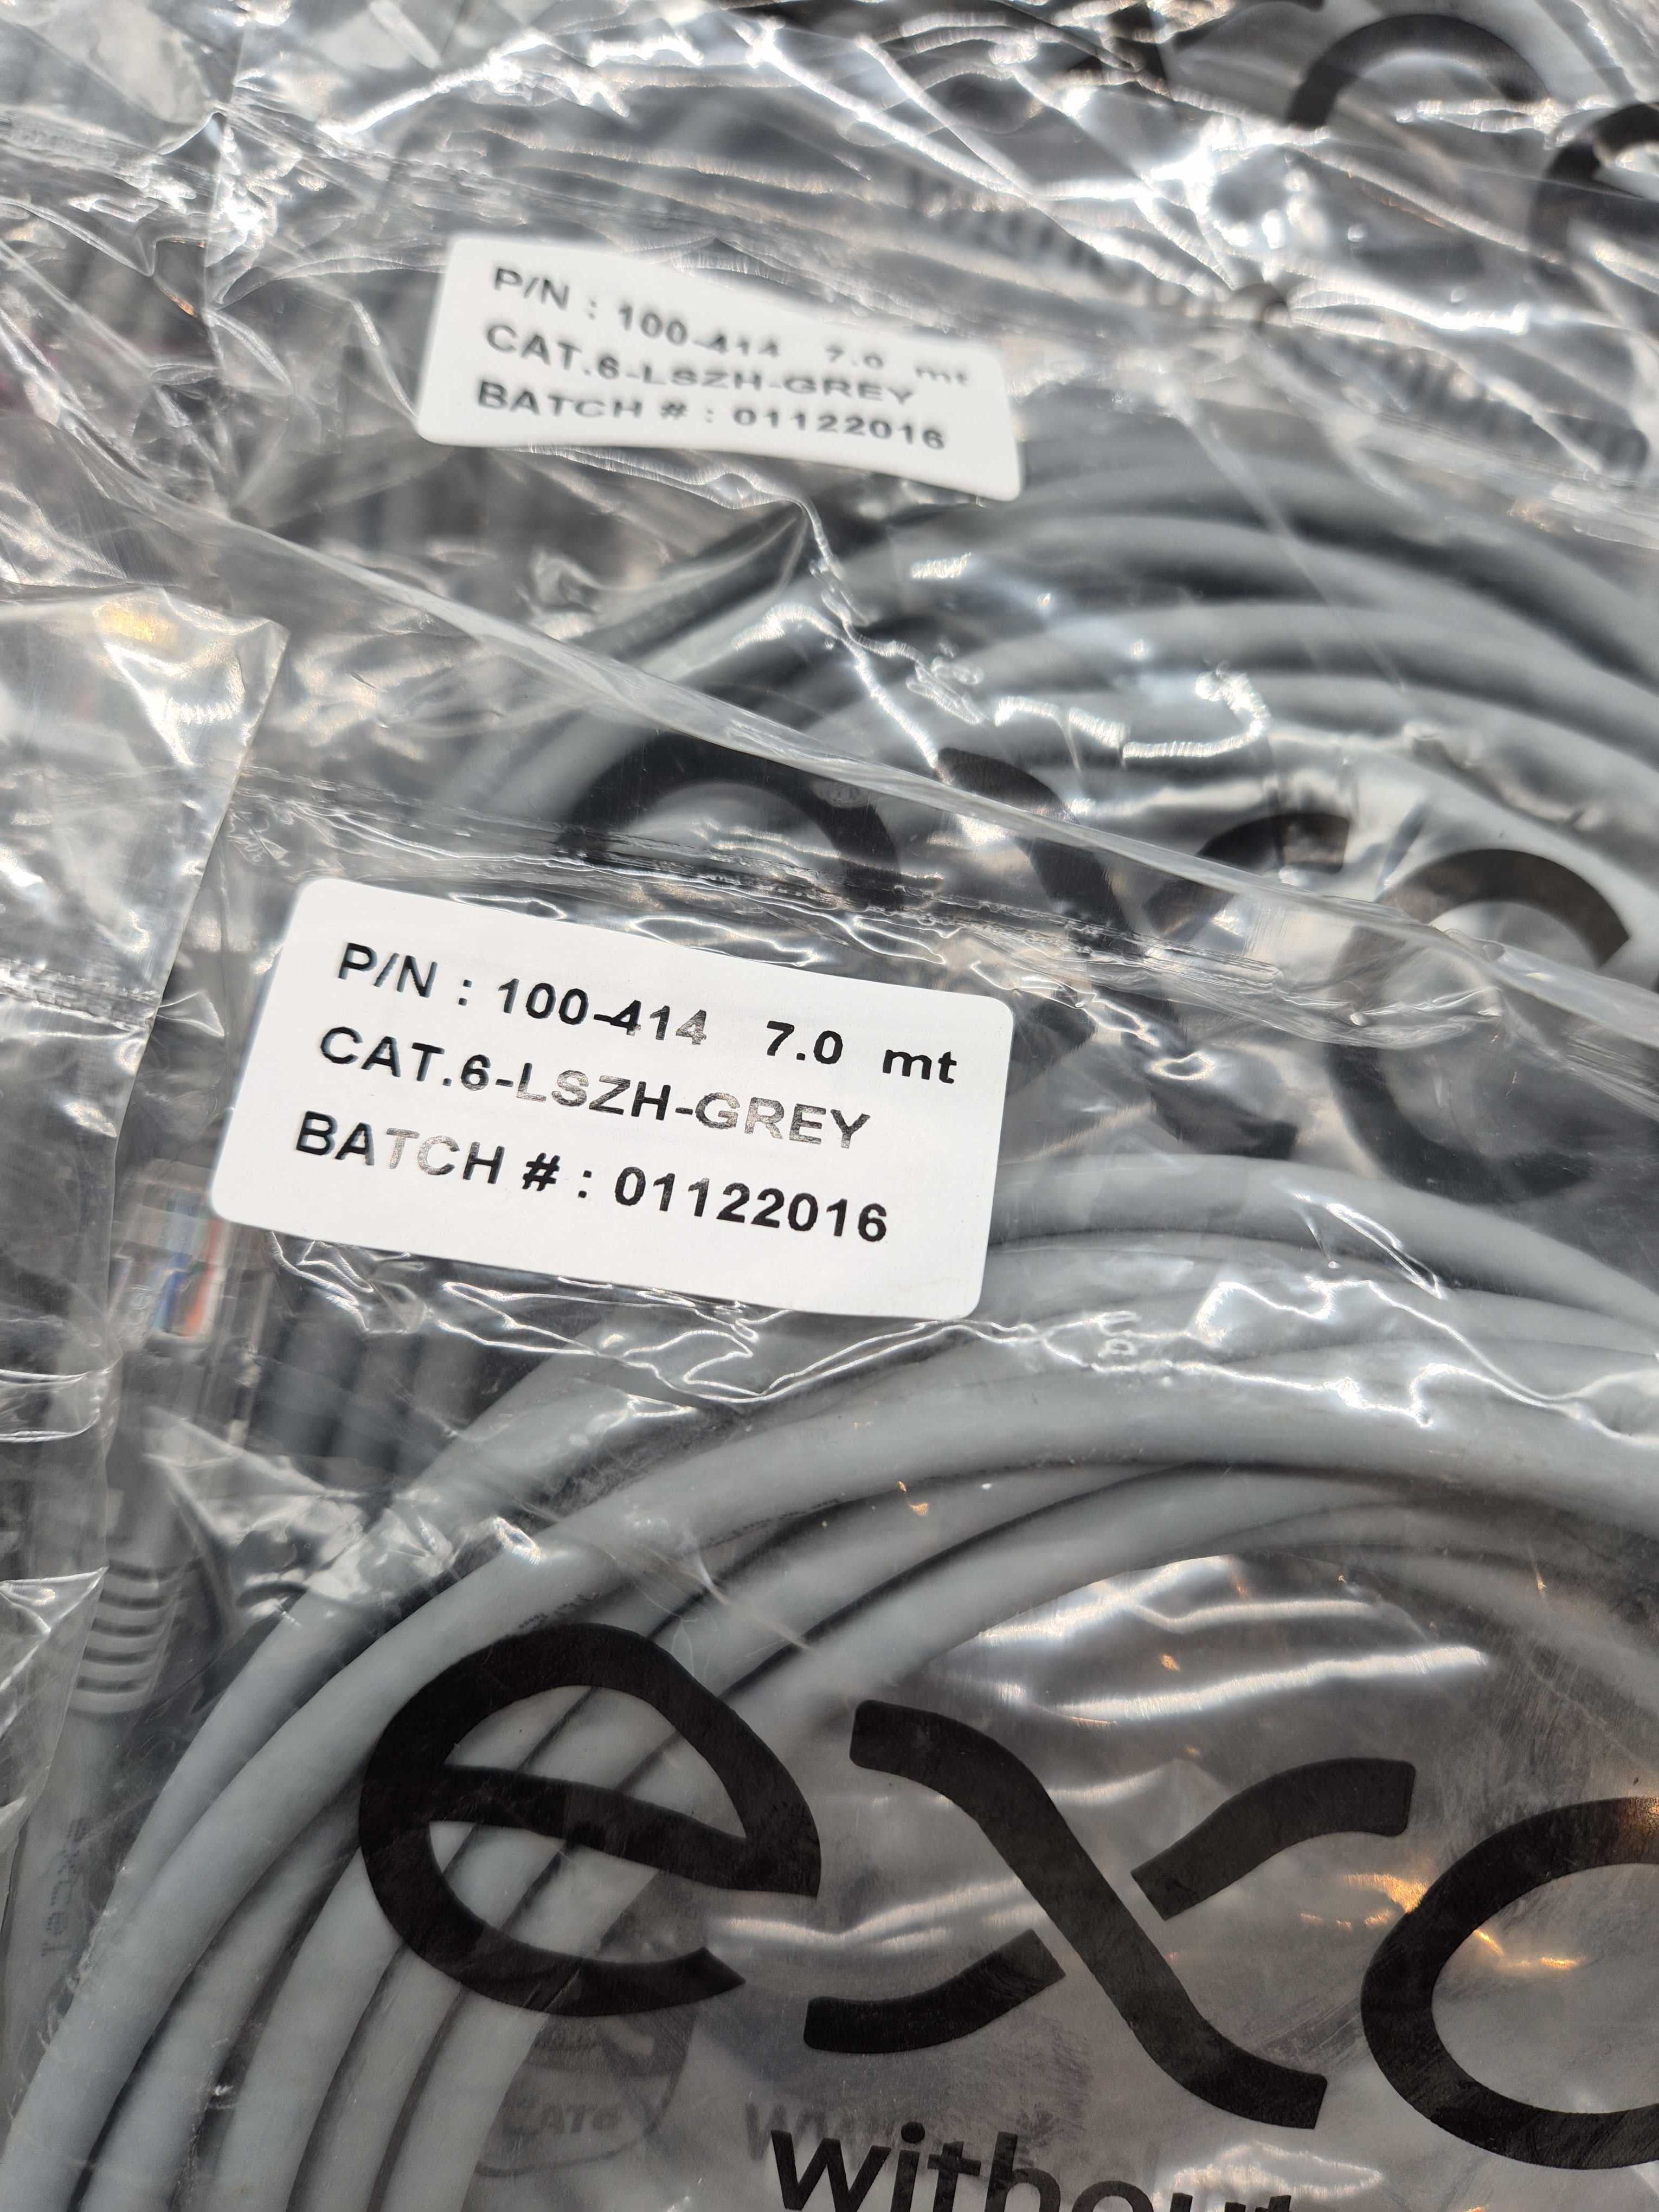 P/N : 100-414 7.0 mt
CAT.6-LSZH-GREY
BATCH # : 01122016
P/N : 100-414 7.0 mt
CAT.6-LSZH-GREY
BATCH # : 01122016
exc
without
CAT6